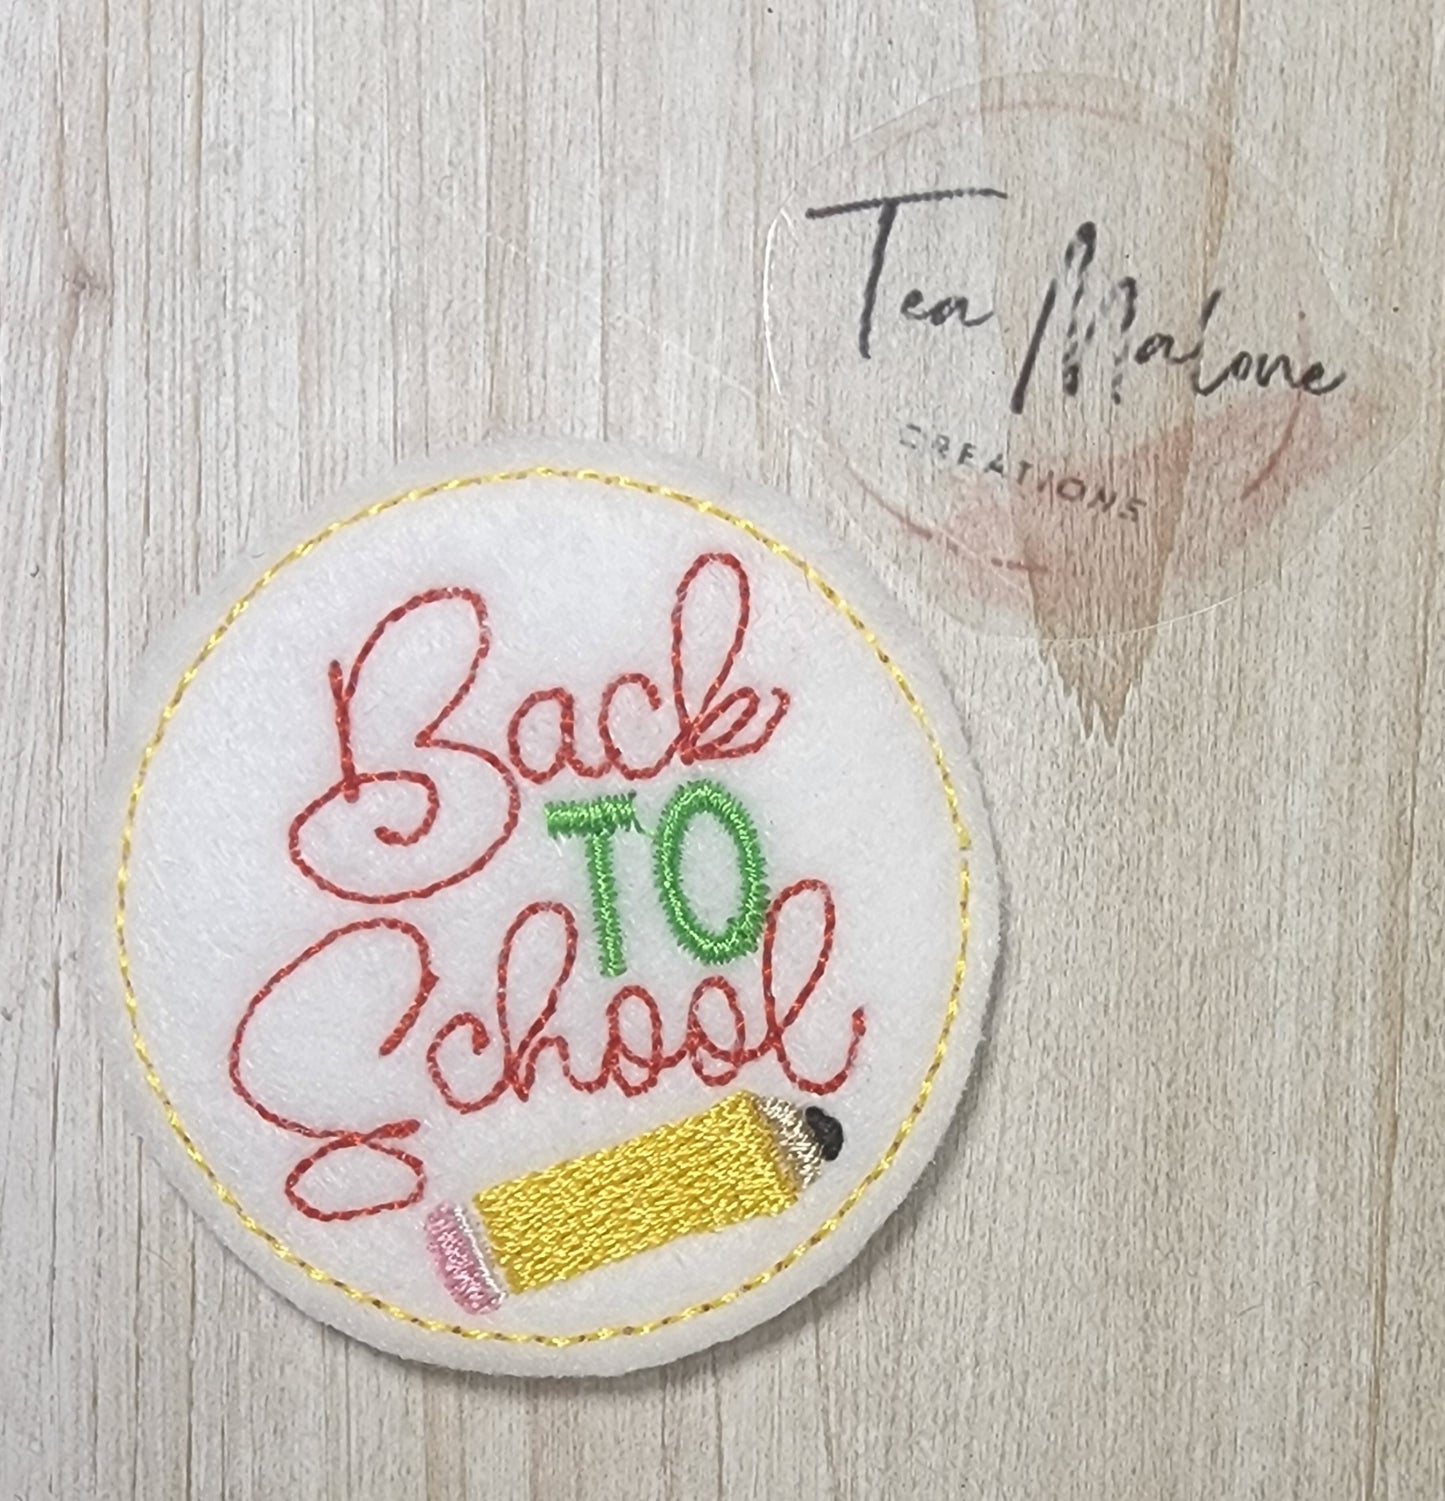 Tea Malone
CREATIONS
Back
TO
School